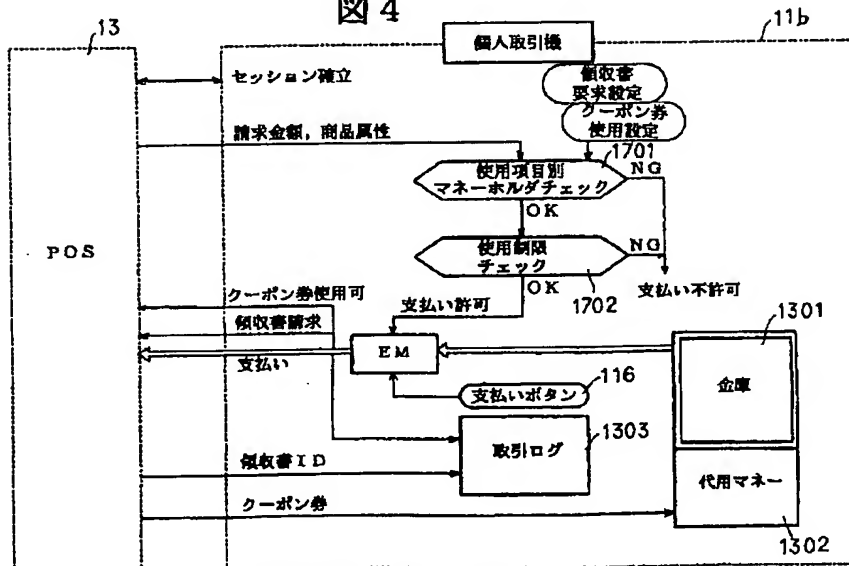 図4
13
11b
個人取引機
セッション確立
領収書
要求設定
クーポン券
使用設定
請求金額,商品属性
1701
使用項目別
マネーホルダチェック
NG
OK
POS
使用制限
チェック
NG
1702
OK
支払い不許可
クーポン券使用可
支払い許可
領収書請求
支払い
EM
1301
金庫
116
支払いボタン
1303
取引ログ
領収書ID
代用マネー
クーポン券
1302